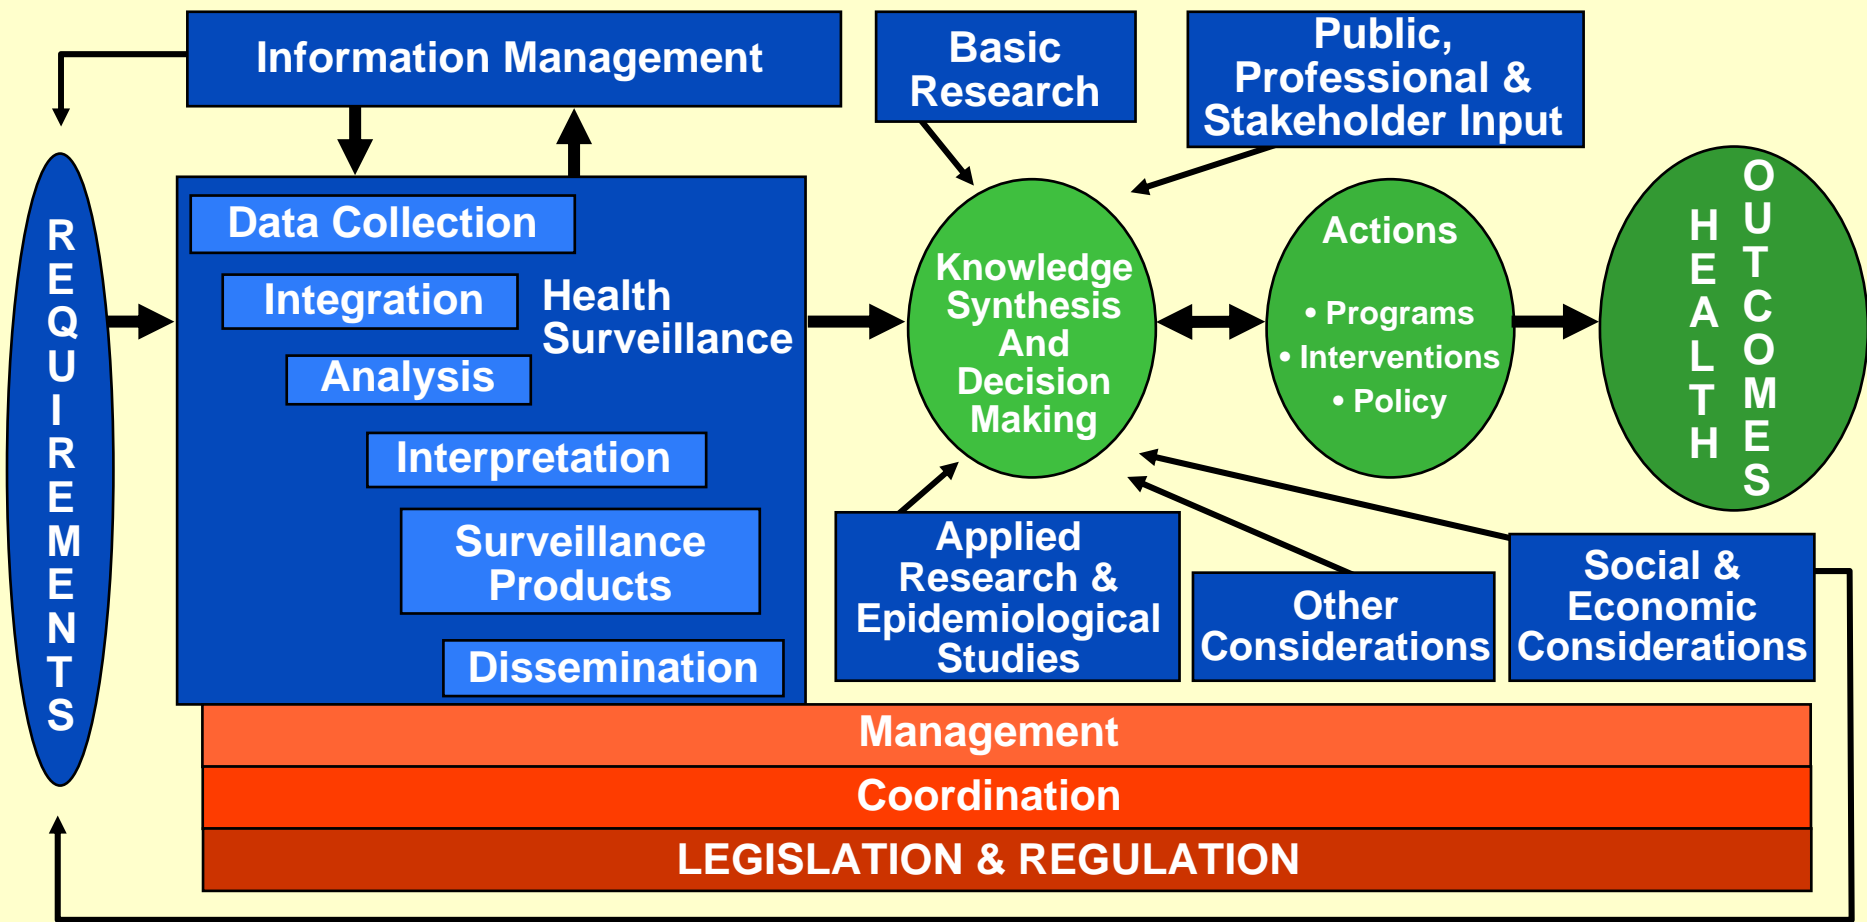 Information Management
Basic
Research
Public,
Professional &
Stakeholder Input
REQUIREMENTS
Data Collection
Integration
Health
Surveillance
Analysis
Interpretation
Surveillance
Products
Dissemination
Knowledge
Synthesis
And
Decision
Making
Actions
• Programs
• Interventions
• Policy
HEALTH
OUTCOMES
Applied
Research &
Epidemiological
Studies
Other
Considerations
Social &
Economic
Considerations
Management
Coordination
LEGISLATION & REGULATION